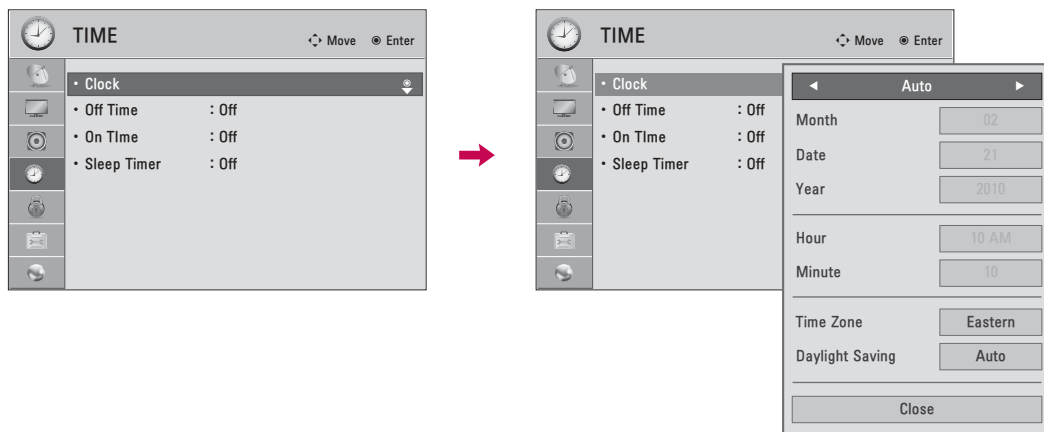 TIME
Move Enter
• Clock
• Off Time : Off
• On TIme : Off
• Sleep Timer : Off
TIME
Move Enter
• Clock
• Off Time : Off
• On TIme : Off
• Sleep Timer : Off
◄ Auto ►
Month 02
Date 21
Year 2010
Hour 10 AM
Minute 10
Time Zone Eastern
Daylight Saving Auto
Close